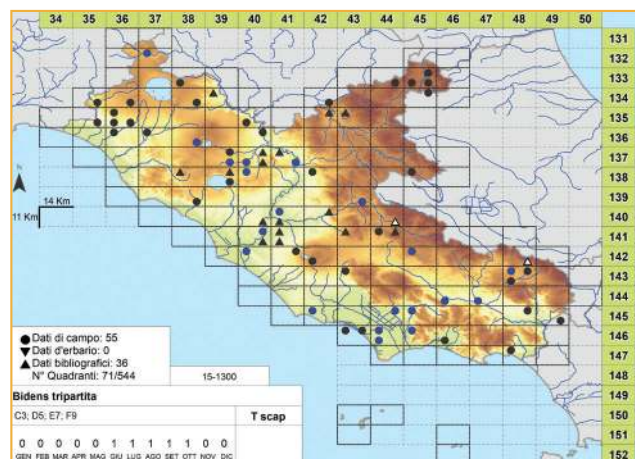 34 35 36 37 38 39 40 41 42 43 44 45 46 47 48 49 50
131
132
133
134
135
136
137
138
139
140
141
142
143
144
145
146
147
149
150
151
152
N
14 Km
11 Km
Dati di campo: 55
Dati d'erbario: 0
Dati bibliografici: 36
N° Quadranti: 71/544
15-1300
Bidens tripartita
C3; D5; E7; F9
T scap
0 0 0 0 0 1 1 1 1 1 0 0
GEN FEB MAR APR MAG GIU LUG AGO SET OTT NOV DIC